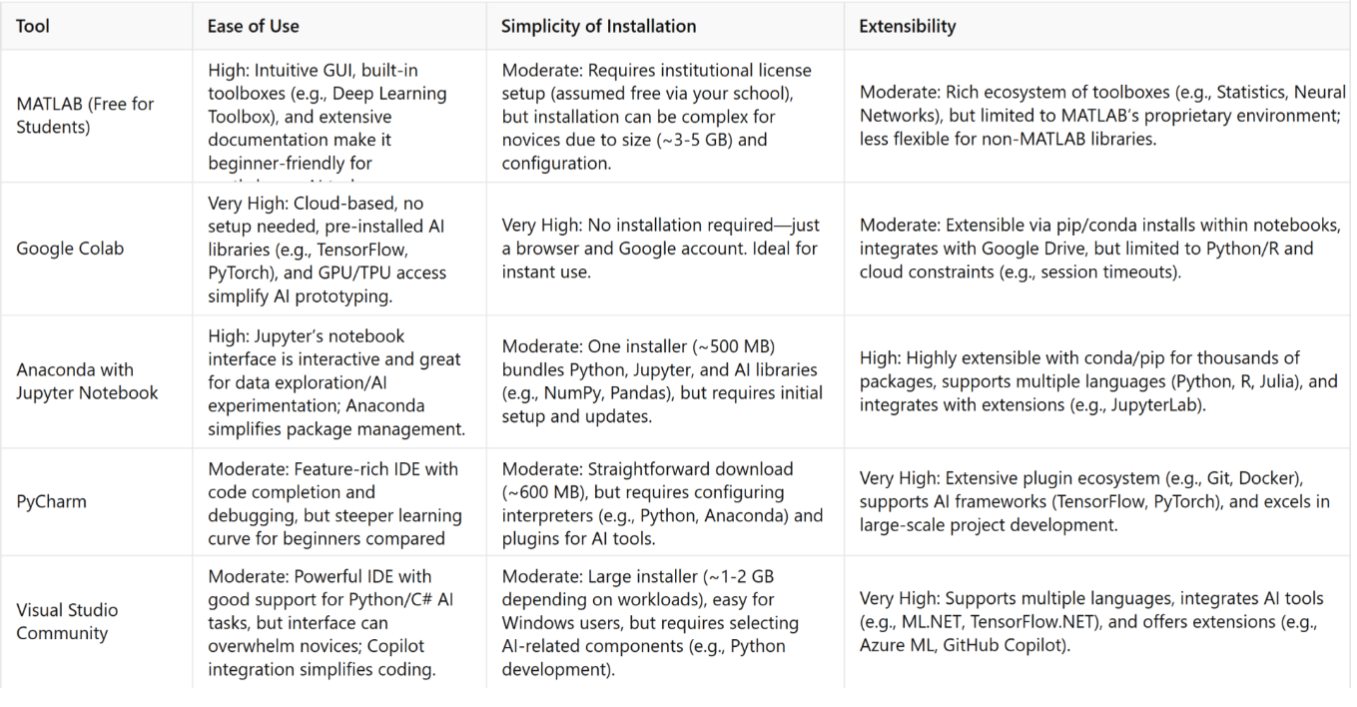 Tool
Ease of Use
Simplicity of Installation
Extensibility
MATLAB (Free for
Students)
High: Intuitive GUI, built-in
toolboxes (e.g., Deep Learning
Toolbox), and extensive
documentation make it
beginner-friendly for
Moderate: Requires institutional license
setup (assumed free via your school),
but installation can be complex for
novices due to size (~3-5 GB) and
configuration.
Moderate: Rich ecosystem of toolboxes (e.g., Statistics, Neural
Networks), but limited to MATLAB's proprietary environment;
less flexible for non-MATLAB libraries.
Google Colab
Very High: Cloud-based, no
setup needed, pre-installed AI
libraries (e.g., TensorFlow,
PyTorch), and GPU/TPU access
simplify AI prototyping.
Very High: No installation required—just
a browser and Google account. Ideal for
instant use.
Moderate: Extensible via pip/conda installs within notebooks,
integrates with Google Drive, but limited to Python/R and
cloud constraints (e.g., session timeouts).
Anaconda with
Jupyter Notebook
High: Jupyter's notebook
interface is interactive and great
for data exploration/AI
experimentation; Anaconda
simplifies package management.
Moderate: One installer (~500 MB)
bundles Python, Jupyter, and AI libraries
(e.g., NumPy, Pandas), but requires initial
setup and updates.
High: Highly extensible with conda/pip for thousands of
packages, supports multiple languages (Python, R, Julia), and
integrates with extensions (e.g., JupyterLab).
PyCharm
Moderate: Feature-rich IDE with
code completion and
debugging, but steeper learning
curve for beginners compared
Moderate: Straightforward download
(~600 MB), but requires configuring
interpreters (e.g., Python, Anaconda) and
plugins for AI tools.
Very High: Extensive plugin ecosystem (e.g., Git, Docker),
supports AI frameworks (TensorFlow, PyTorch), and excels in
large-scale project development.
Visual Studio
Community
Moderate: Powerful IDE with
good support for Python/C# AI
tasks, but interface can
overwhelm novices; Copilot
integration simplifies coding.
Moderate: Large installer (~1-2 GB
depending on workloads), easy for
Windows users, but requires selecting
AI-related components (e.g., Python
development).
Very High: Supports multiple languages, integrates AI tools
(e.g., ML.NET, TensorFlow.NET), and offers extensions (e.g.,
Azure ML, GitHub Copilot).